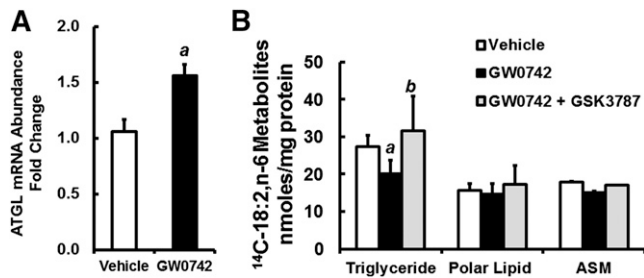 A
ATGL mRNA Abundance
Fold Change
2.0
1.5
1.0
0.5
0.0
a
Vehicle GW0742
B
¹⁴C-18:2,n-6 Metabolites
nmoles/mg protein
50
40
30
20
10
0
Vehicle
GW0742
GW0742 + GSK3787
a
b
Triglyceride Polar Lipid ASM